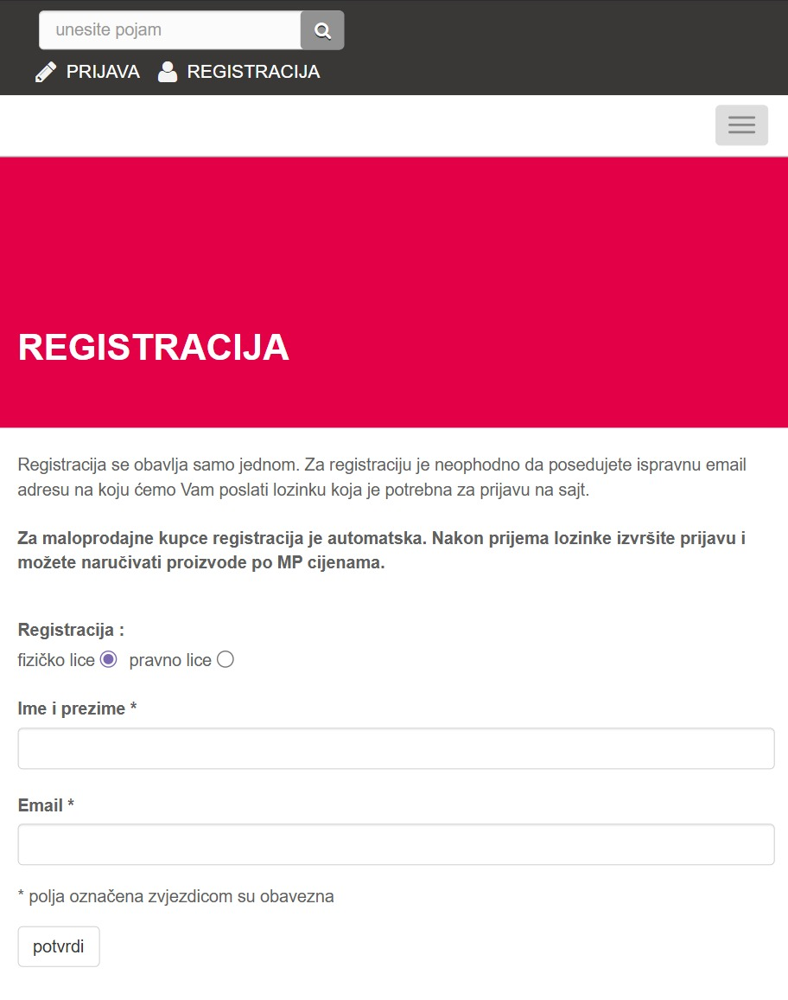 unesite pojam
PRIJAVA REGISTRACIJA
REGISTRACIJA
Registracija se obavlja samo jednom. Za registraciju je neophodno da posedujete ispravnu email
adresu na koju ćemo Vam poslati lozinku koja je potrebna za prijavu na sajt.
Za maloprodajne kupce registracija je automatska. Nakon prijema lozinke izvršite prijavu i
možete naručivati proizvode po MP cijenama.
Registracija :
fizičko lice pravno lice
Ime i prezime *
Email *
* polja označena zvjezdicom su obavezna
potvrdi